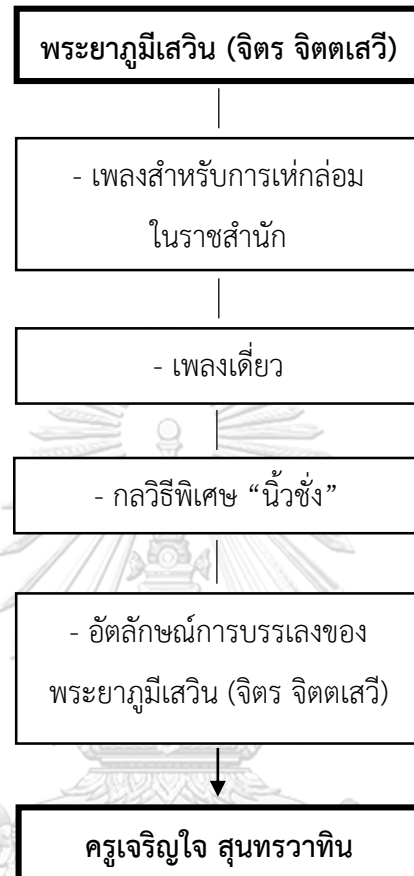 พระยาภูมีเสวิน (จิตร จิตตเสวี)
- เพลงสำหรับการเห่กล่อม
ในราชสำนัก
- เพลงเดี่ยว
- กลวิธีพิเศษ “นิ้วชั่ง”
- อัตลักษณ์การบรรเลงของ
พระยาภูมีเสวิน (จิตร จิตตเสวี)
ครูเจริญใจ สุนทรวาทิน